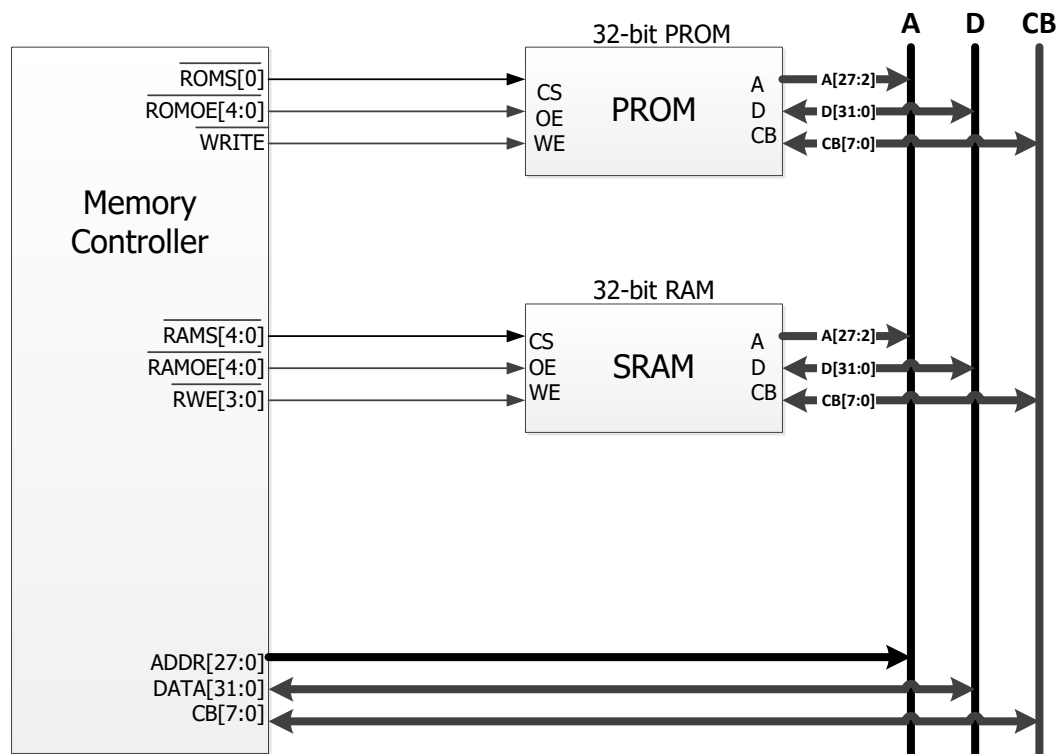 A D CB
32-bit PROM
ROMS[0]
ROMOE[4:0]
WRITE
CS
OE
WE
PROM
A
D
CB
A[27:2]
D[31:0]
CB[7:0]
Memory
Controller
32-bit RAM
RAMS[4:0]
RAMOE[4:0]
RWE[3:0]
CS
OE
WE
SRAM
A
D
CB
A[27:2]
D[31:0]
CB[7:0]
ADDR[27:0]
DATA[31:0]
CB[7:0]